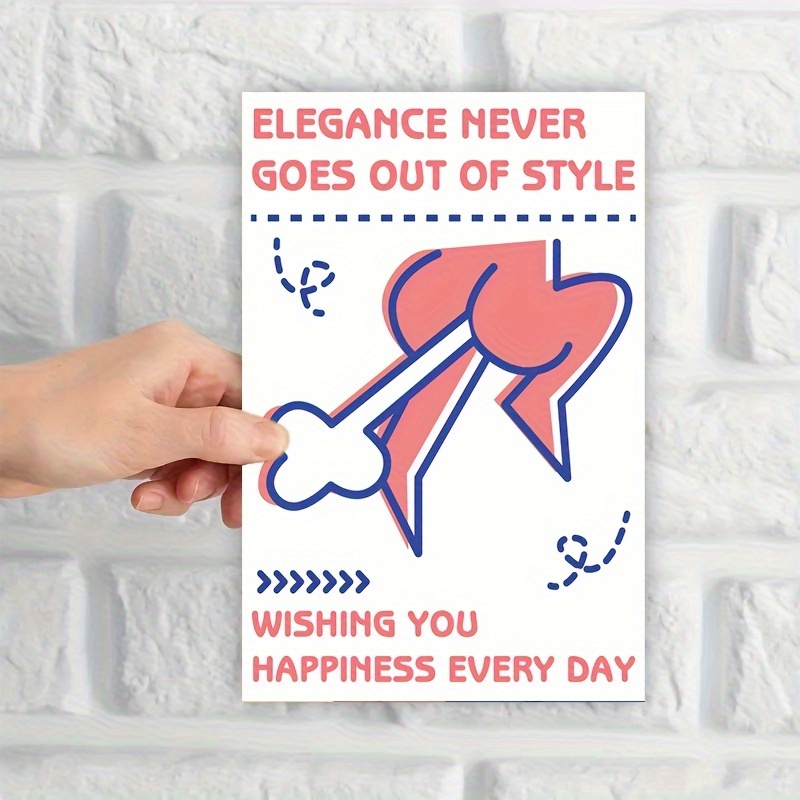 ELEGANCE NEVER
GOES OUT OF STYLE
WISHING YOU
HAPPINESS EVERY DAY